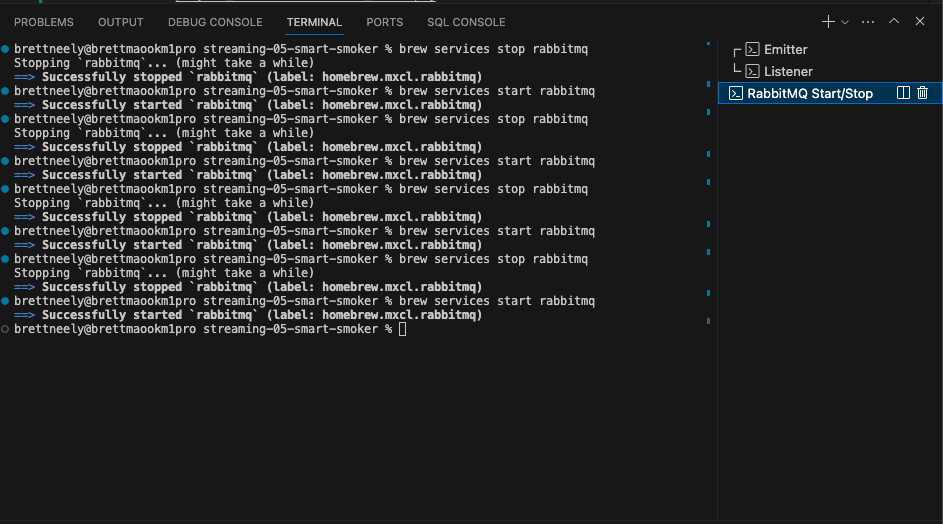 PROBLEMS OUTPUT DEBUG CONSOLE TERMINAL PORTS SQL CONSOLE
brettneely@brettmaookm1pro streaming-05-smart-smoker % brew services stop rabbitmq
Stopping `rabbitmq`... (might take a while)
==> Successfully stopped `rabbitmq` (label: homebrew.mxcl.rabbitmq)
brettneely@brettmaookm1pro streaming-05-smart-smoker % brew services start rabbitmq
==> Successfully started `rabbitmq` (label: homebrew.mxcl.rabbitmq)
brettneely@brettmaookm1pro streaming-05-smart-smoker % brew services stop rabbitmq
Stopping `rabbitmq`... (might take a while)
==> Successfully stopped `rabbitmq` (label: homebrew.mxcl.rabbitmq)
brettneely@brettmaookm1pro streaming-05-smart-smoker % brew services start rabbitmq
==> Successfully started `rabbitmq` (label: homebrew.mxcl.rabbitmq)
brettneely@brettmaookm1pro streaming-05-smart-smoker % brew services stop rabbitmq
Stopping `rabbitmq`... (might take a while)
==> Successfully stopped `rabbitmq` (label: homebrew.mxcl.rabbitmq)
brettneely@brettmaookm1pro streaming-05-smart-smoker % brew services start rabbitmq
==> Successfully started `rabbitmq` (label: homebrew.mxcl.rabbitmq)
brettneely@brettmaookm1pro streaming-05-smart-smoker % brew services stop rabbitmq
Stopping `rabbitmq`... (might take a while)
==> Successfully stopped `rabbitmq` (label: homebrew.mxcl.rabbitmq)
brettneely@brettmaookm1pro streaming-05-smart-smoker % brew services start rabbitmq
==> Successfully started `rabbitmq` (label: homebrew.mxcl.rabbitmq)
brettneely@brettmaookm1pro streaming-05-smart-smoker %
Emitter
Listener
RabbitMQ Start/Stop